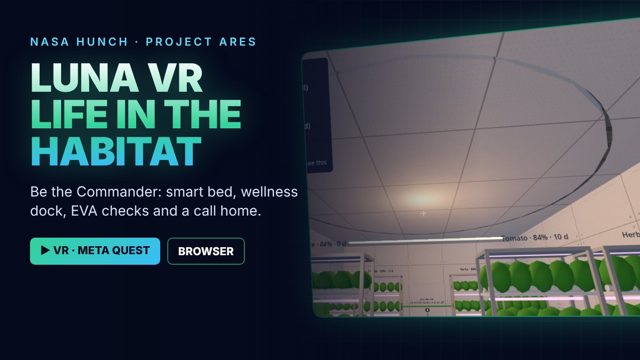 NASA HUNCH · PROJECT ARES
LUNA VR
LIFE IN THE
HABITAT
Be the Commander: smart bed, wellness
dock, EVA checks and a call home.
▶ VR · META QUEST
BROWSER
Tomato · 84% · 10 d
Herb